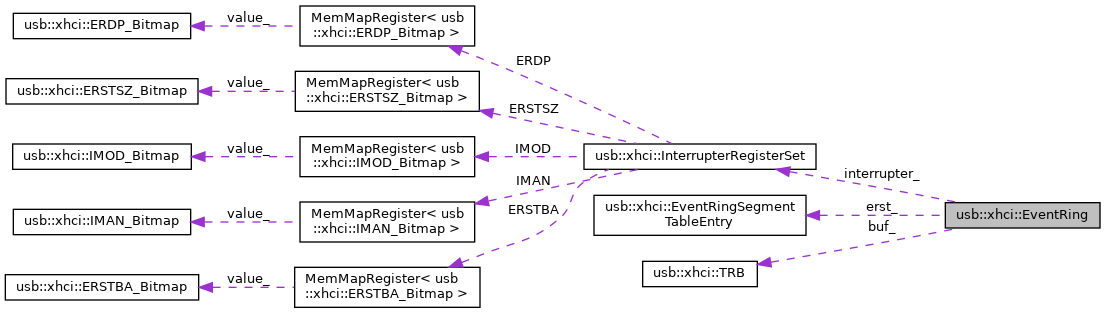 usb::xhci::ERDP_Bitmap
value_
MemMapRegister< usb
::xhci::ERDP_Bitmap >
ERDP
usb::xhci::ERSTSZ_Bitmap
value_
MemMapRegister< usb
::xhci::ERSTSZ_Bitmap >
ERSTSZ
usb::xhci::IMOD_Bitmap
value_
MemMapRegister< usb
::xhci::IMOD_Bitmap >
IMOD
usb::xhci::InterrupterRegisterSet
interrupter_
usb::xhci::IMAN_Bitmap
value_
MemMapRegister< usb
::xhci::IMAN_Bitmap >
IMAN
ERSTBA
usb::xhci::EventRingSegment
TableEntry
erst_
buf_
usb::xhci::EventRing
usb::xhci::ERSTBA_Bitmap
value_
MemMapRegister< usb
::xhci::ERSTBA_Bitmap >
usb::xhci::TRB